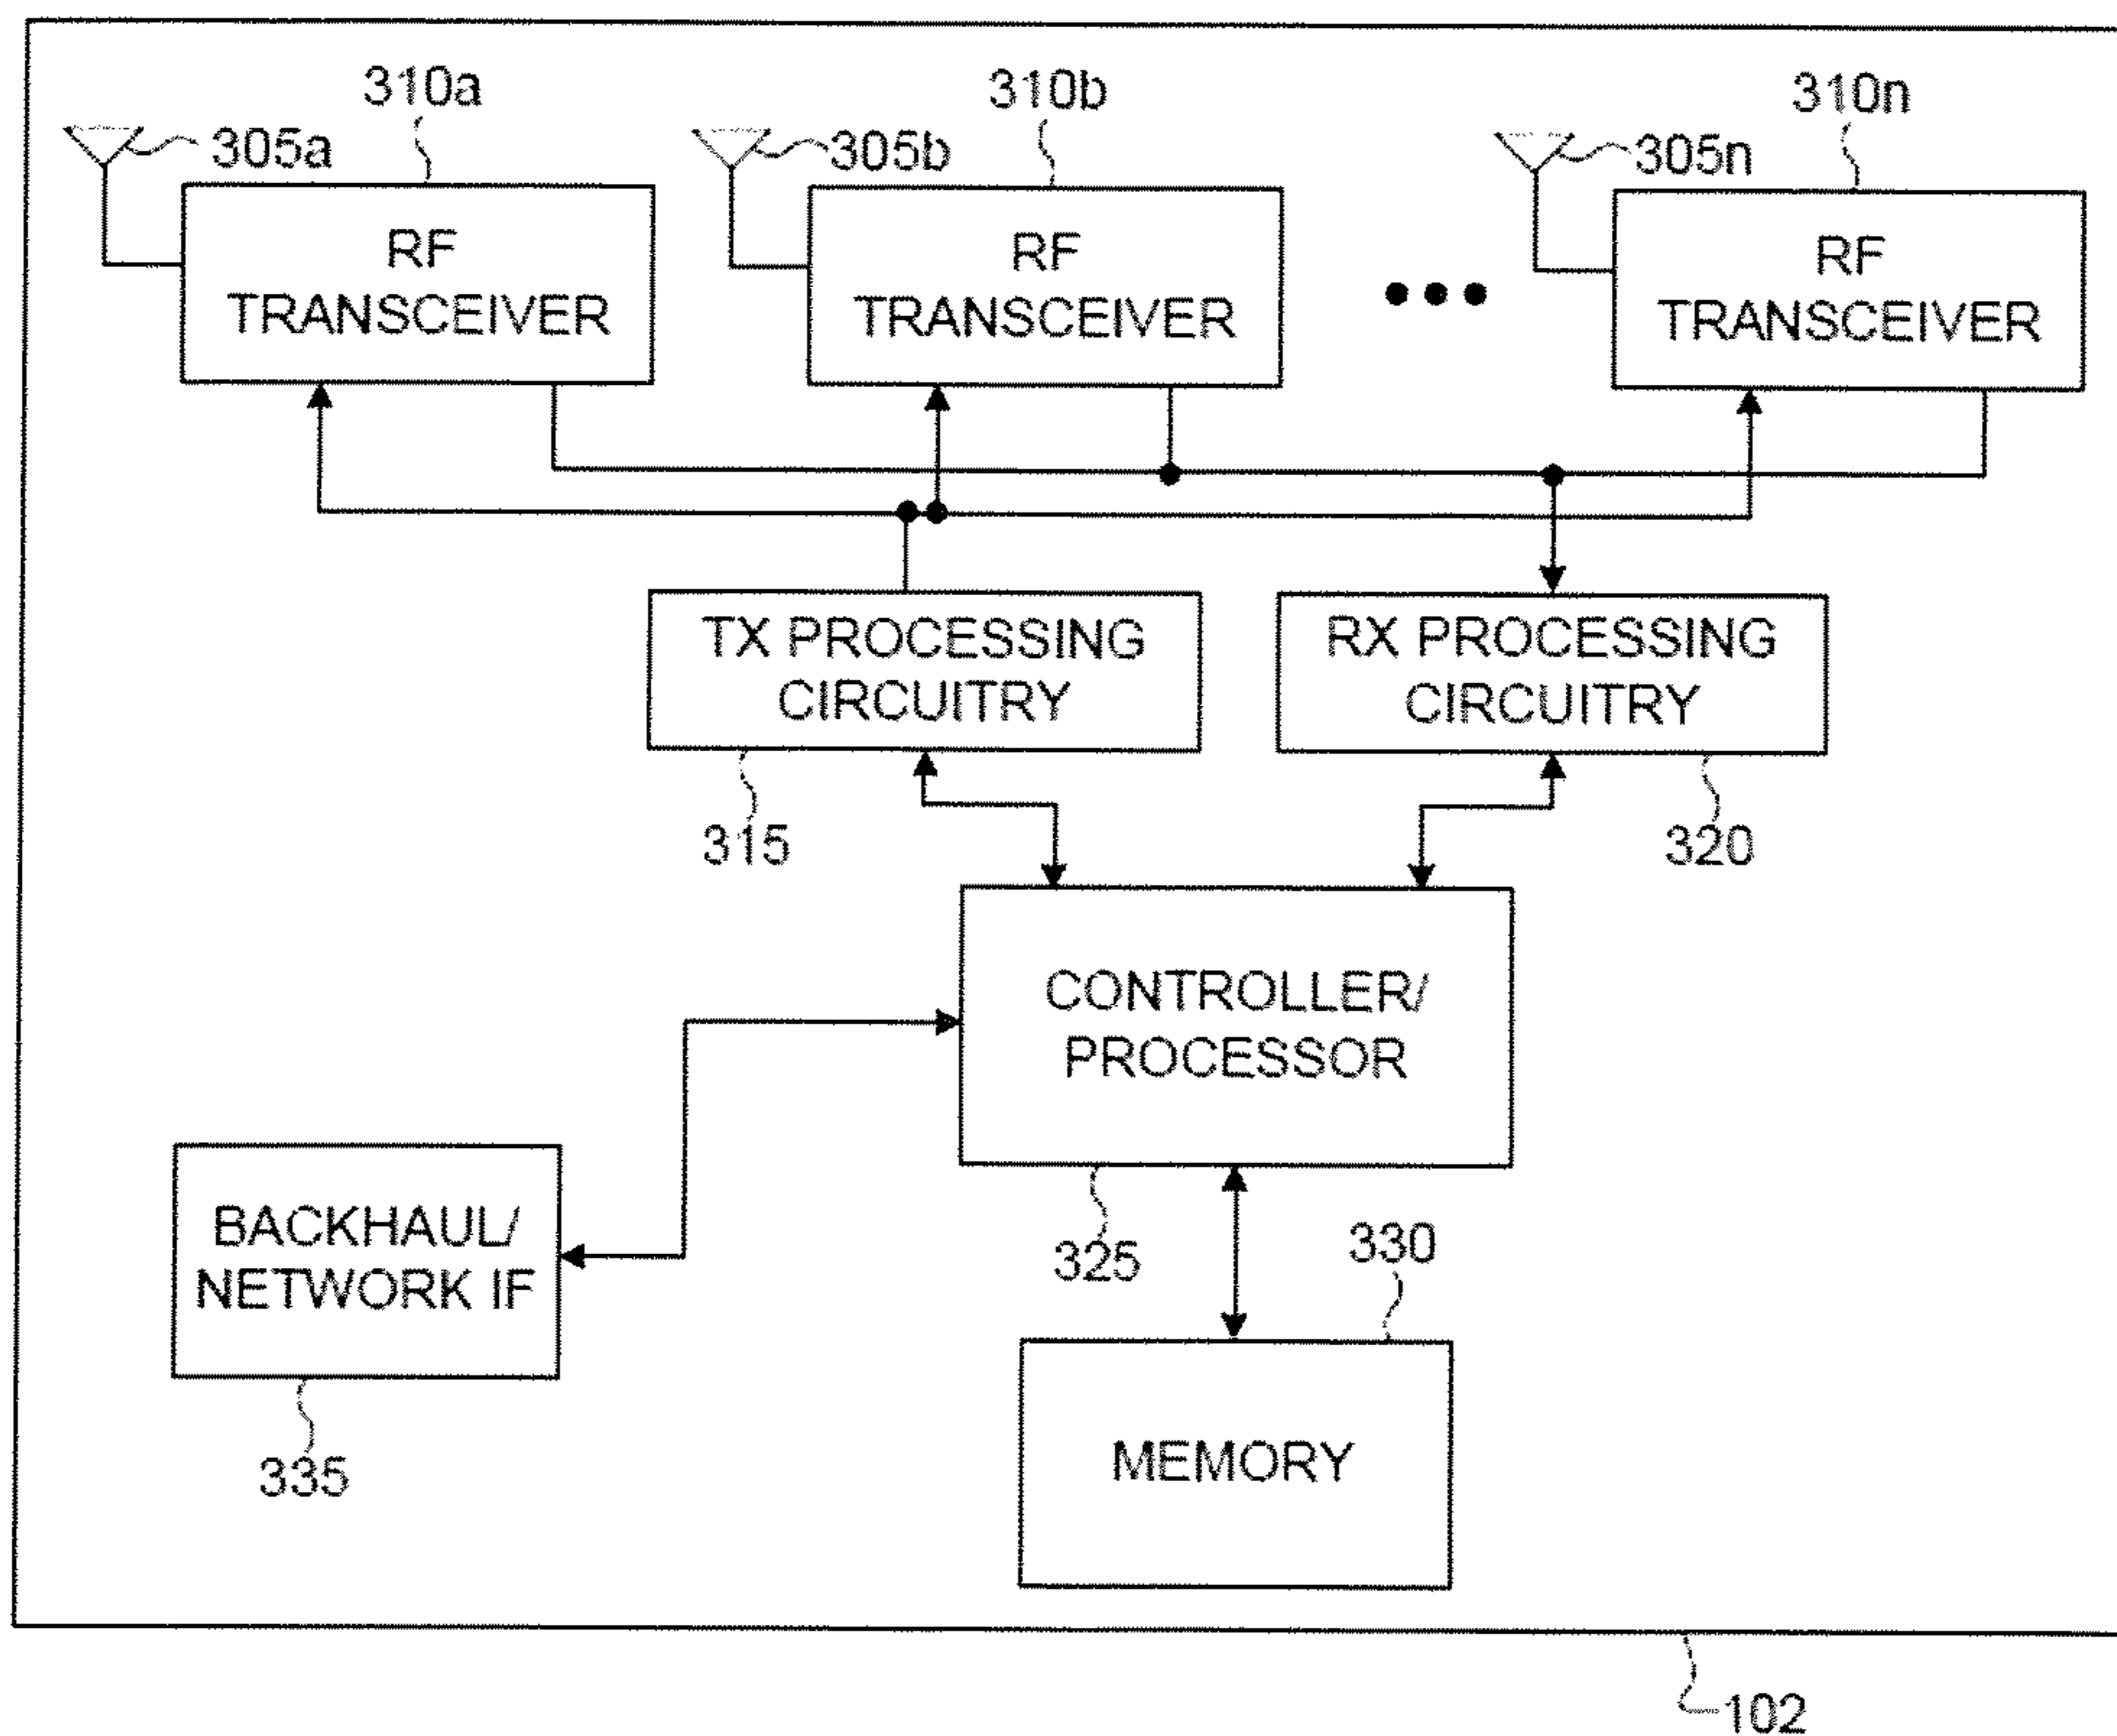 310a
310b
310n
305a
305b
305n
RF
TRANSCEIVER
RF
TRANSCEIVER
RF
TRANSCEIVER
TX PROCESSING
CIRCUITRY
RX PROCESSING
CIRCUITRY
315
320
CONTROLLER/
PROCESSOR
BACKHAUL/
NETWORK IF
325
330
335
MEMORY
102